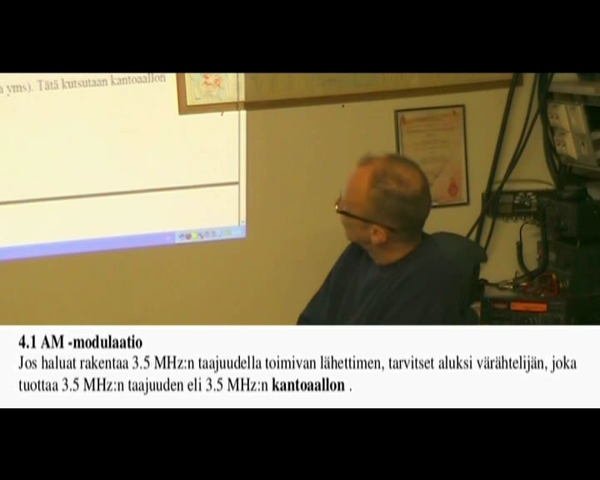 a yms). Tätä kutsutaan kantoaallon
4.1 AM -modulaatio
Jos haluat rakentaa 3.5 MHz:n taajuudella toimivan lähettimen, tarvitset aluksi värähtelijän, joka
tuottaa 3.5 MHz:n taajuuden eli 3.5 MHz:n kantoaallon .